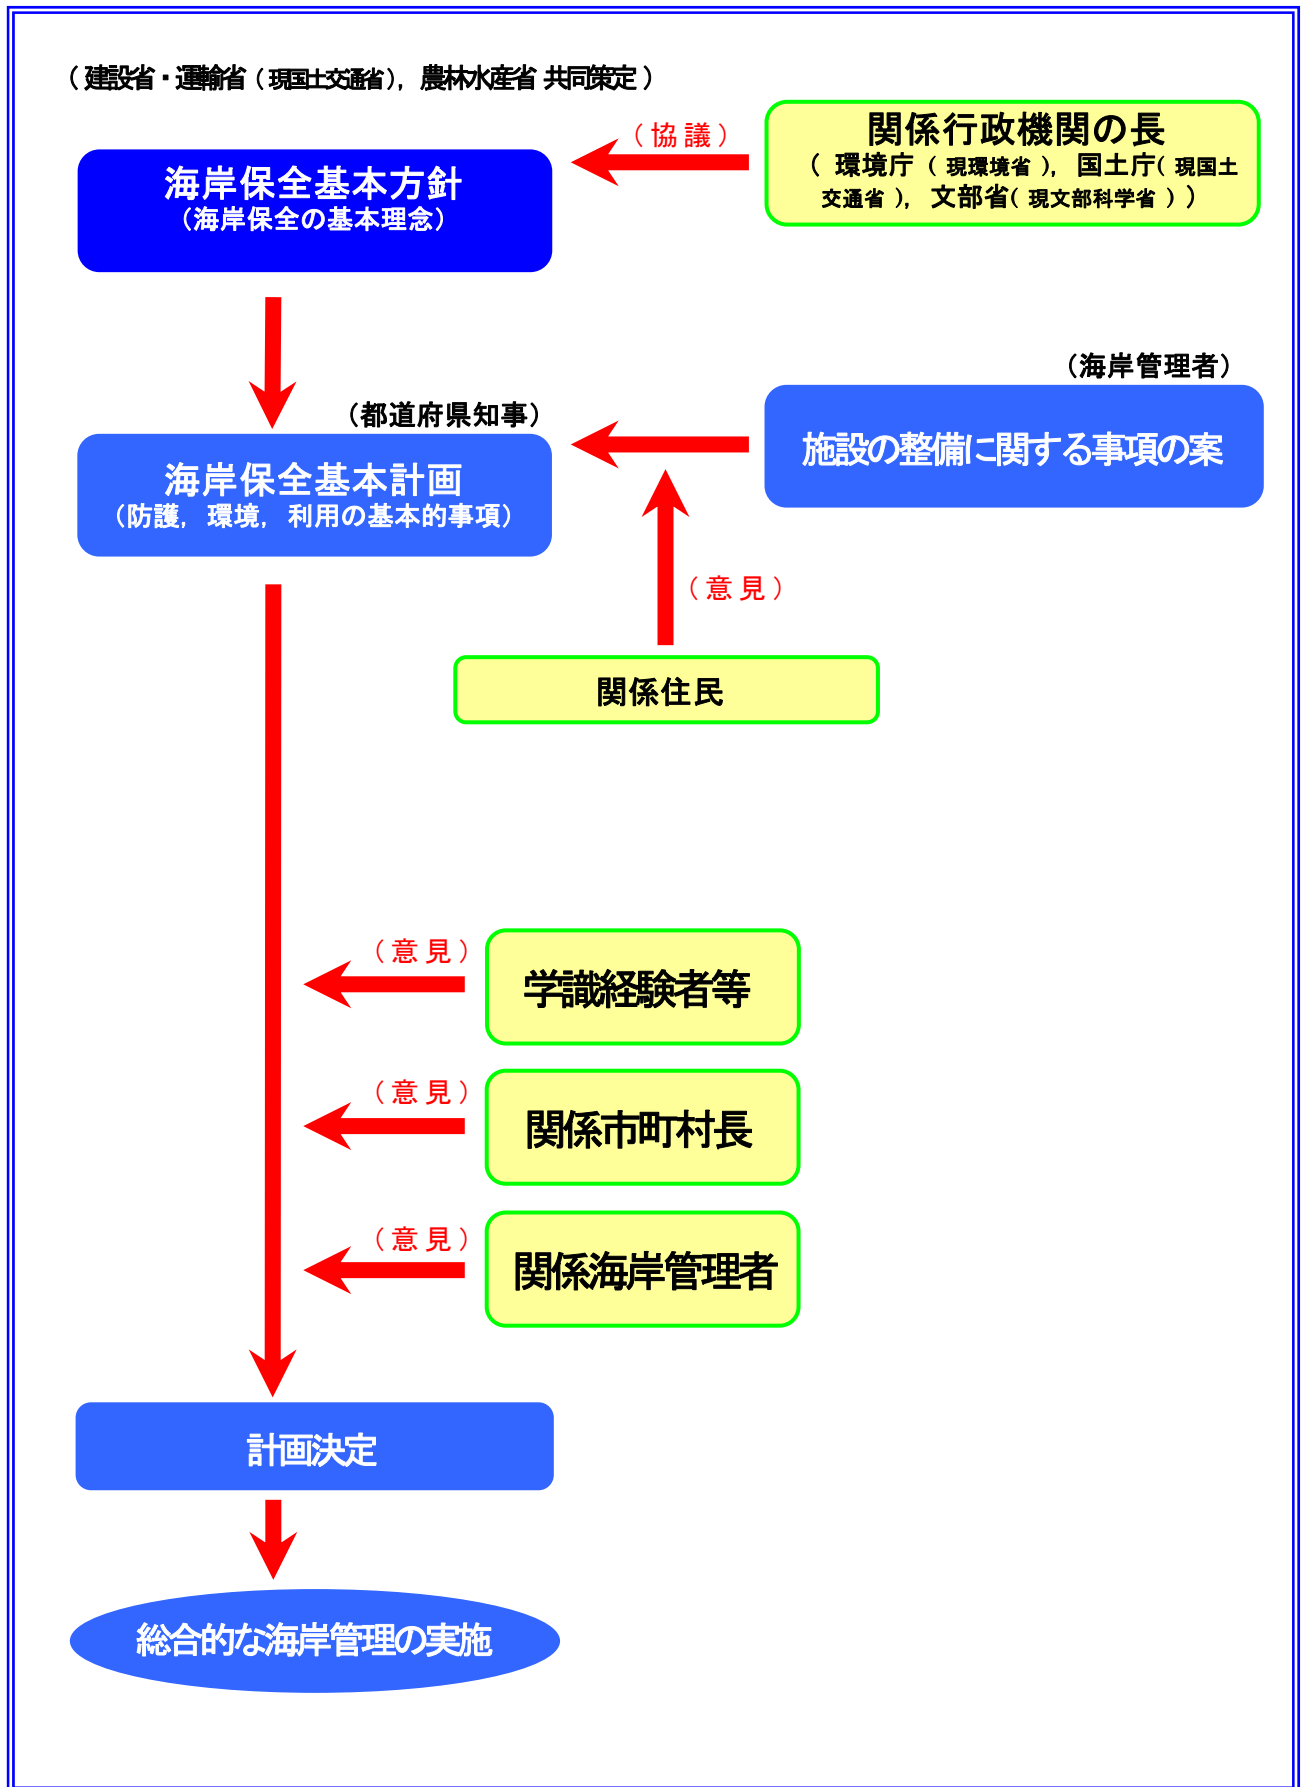 （建設省・運輸省（現国土交通省），農林水産省 共同策定）
（協議）
関係行政機関の長
（環境庁（現環境省），国土庁（現国土
交通省），文部省（現文部科学省））
海岸保全基本方針
（海岸保全の基本理念）
（海岸管理者）
（都道府県知事）
施設の整備に関する事項の案
海岸保全基本計画
（防護，環境，利用の基本的事項）
（意見）
関係住民
（意見）
学識経験者等
（意見）
関係市町村長
（意見）
関係海岸管理者
計画決定
総合的な海岸管理の実施